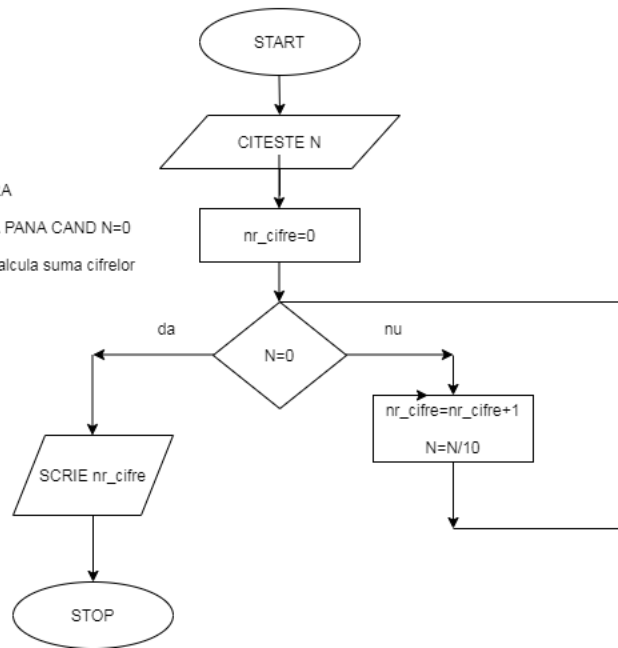 START
CITESTE N
PANA CAND N=0
nr_cifre=0
suma cifrelor
da
nu
N=0
nr_cifre=nr_cifre+1
N=N/10
SCRIE nr_cifre
STOP